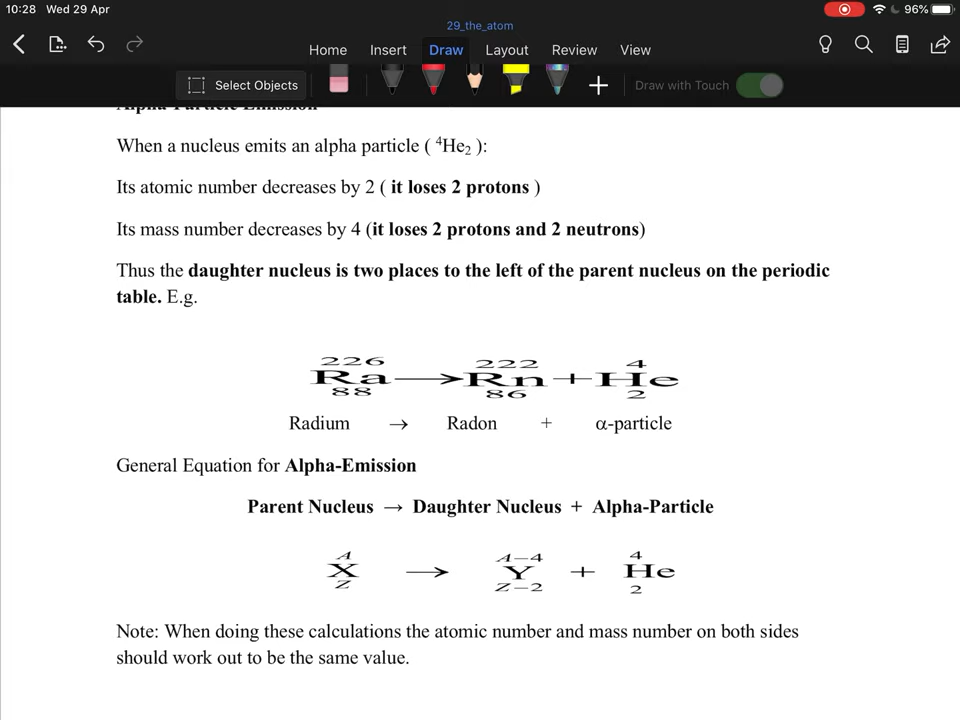 10:28 Wed 29 Apr 96%
29_the_atom
Home Insert Draw Layout Review View
Select Objects Draw with Touch
Alpha-Particle Emission
When a nucleus emits an alpha particle ( ⁴He₂ ):
Its atomic number decreases by 2 ( it loses 2 protons )
Its mass number decreases by 4 (it loses 2 protons and 2 neutrons)
Thus the daughter nucleus is two places to the left of the parent nucleus on the periodic
table. E.g.
226 222 4
Ra → Rn + He
88 86 2
Radium → Radon + α-particle
General Equation for Alpha-Emission
Parent Nucleus → Daughter Nucleus + Alpha-Particle
A A−4 4
X → Y + He
Z Z−2 2
Note: When doing these calculations the atomic number and mass number on both sides
should work out to be the same value.